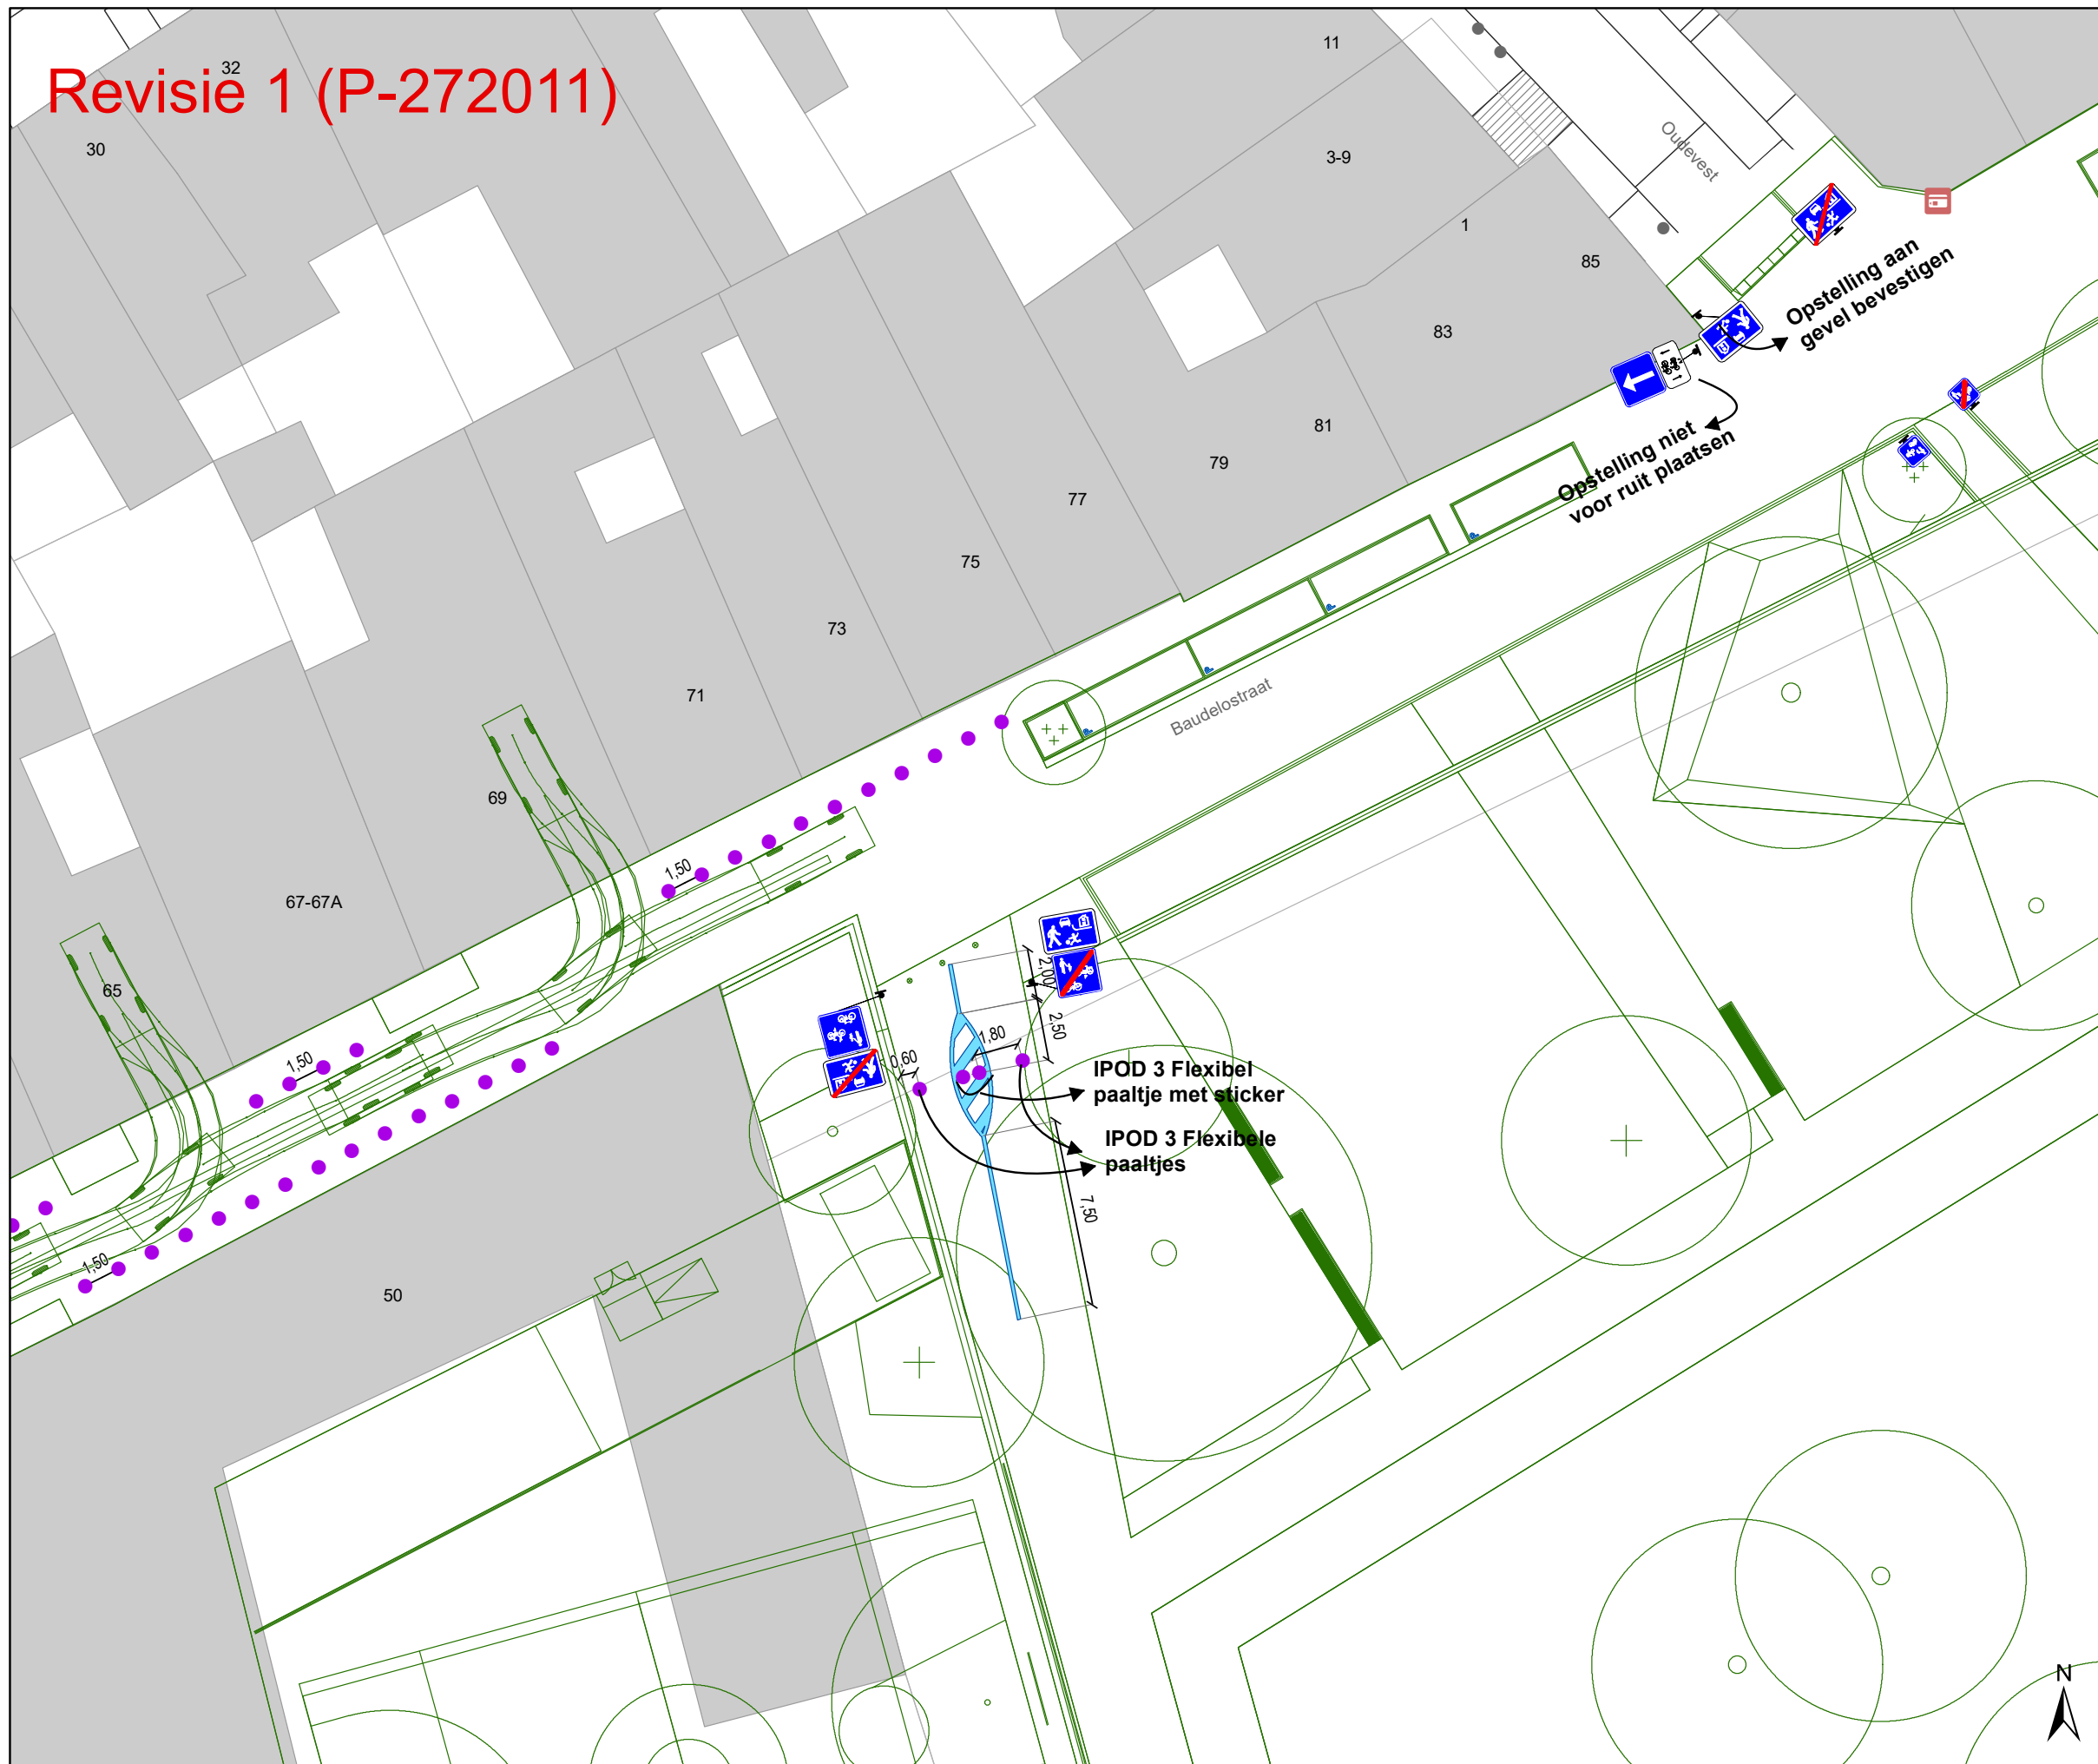 Revisie 1 (P-272011)
32
11
30
3-9
Oudevest
1
85
Opstelling aan
gevel bevestigen
83
81
Opstelling niet
voor ruit plaatsen
79
77
75
73
Baudelostraat
71
69
1,50
67-67A
65
2,00
2,50
1,80
0,60
1,50
IPOD 3 Flexibel
paaltje met sticker
IPOD 3 Flexibele
paaltjes
7,50
1,50
50
N